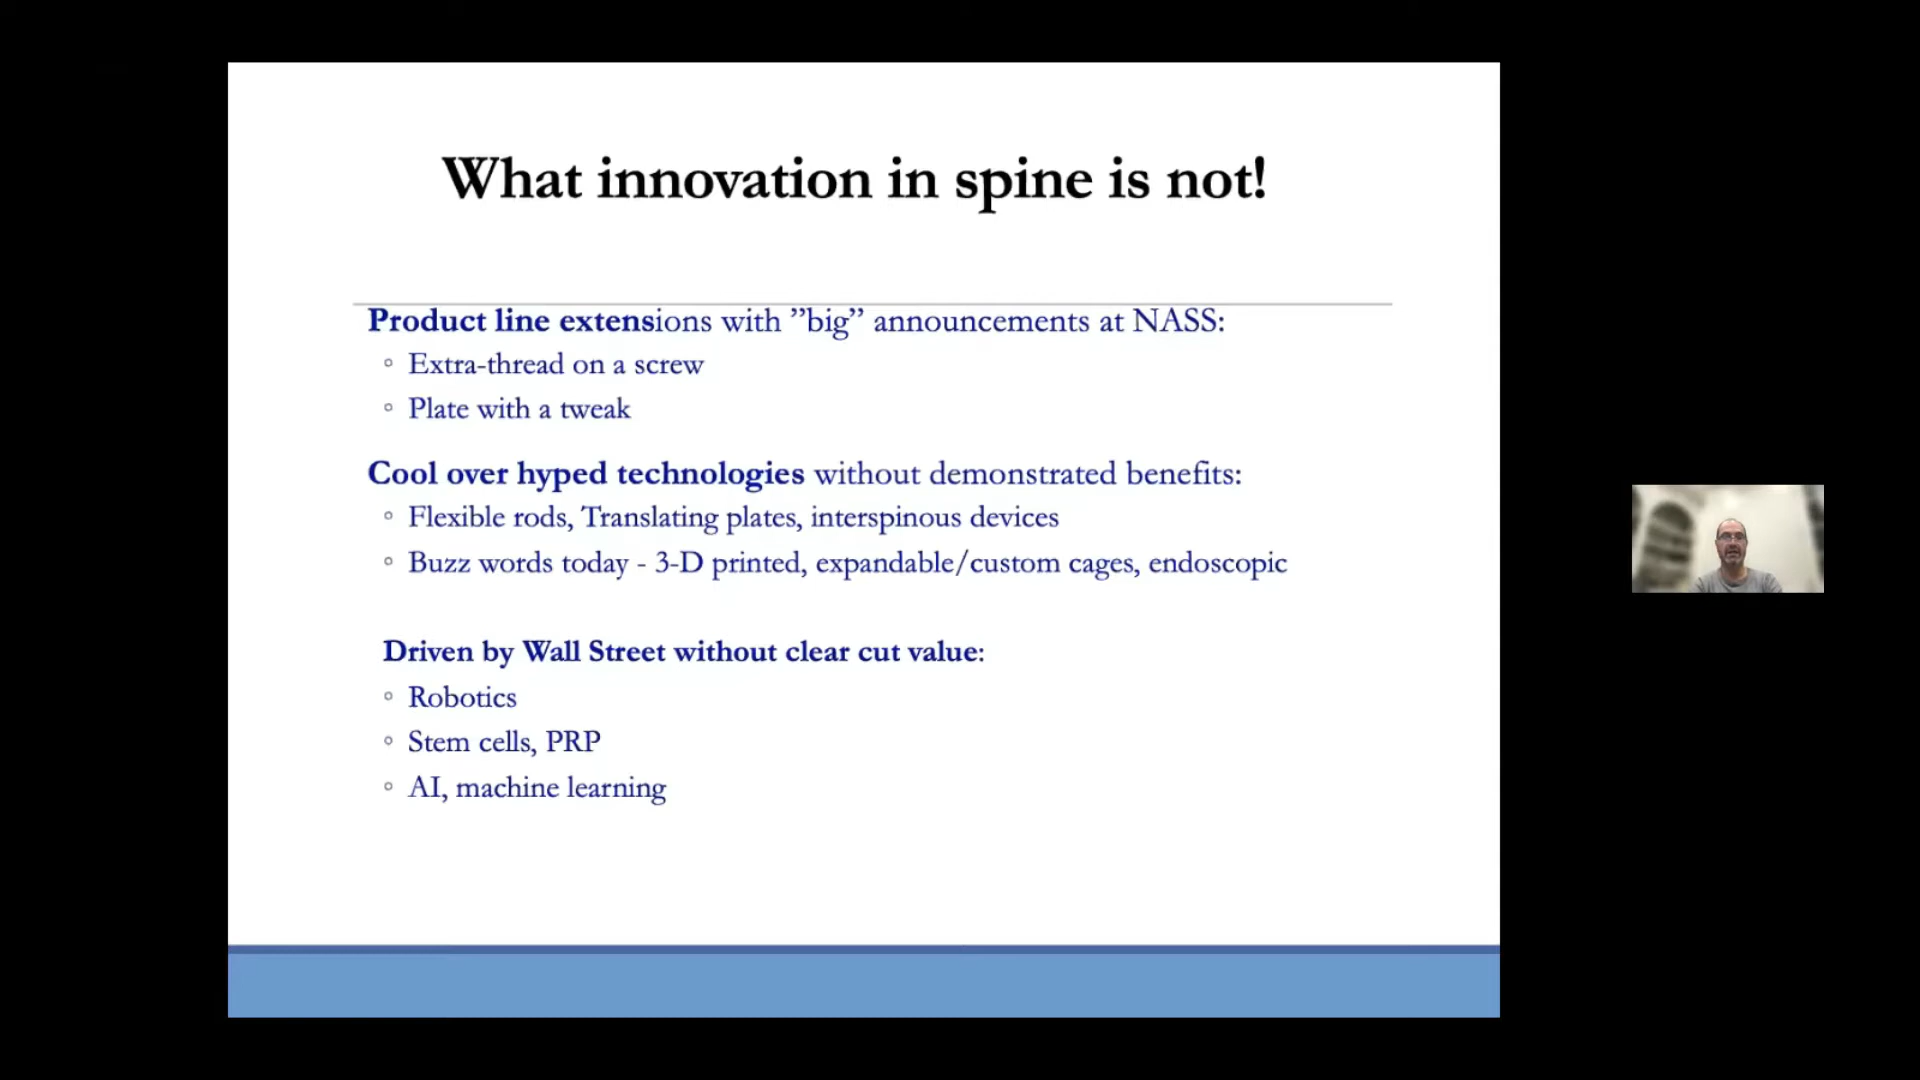 What innovation in spine is not!
Product line extensions with ”big” announcements at NASS:
◦ Extra-thread on a screw
◦ Plate with a tweak
Cool over hyped technologies without demonstrated benefits:
◦ Flexible rods, Translating plates, interspinous devices
◦ Buzz words today - 3-D printed, expandable/custom cages, endoscopic
Driven by Wall Street without clear cut value:
◦ Robotics
◦ Stem cells, PRP
◦ AI, machine learning